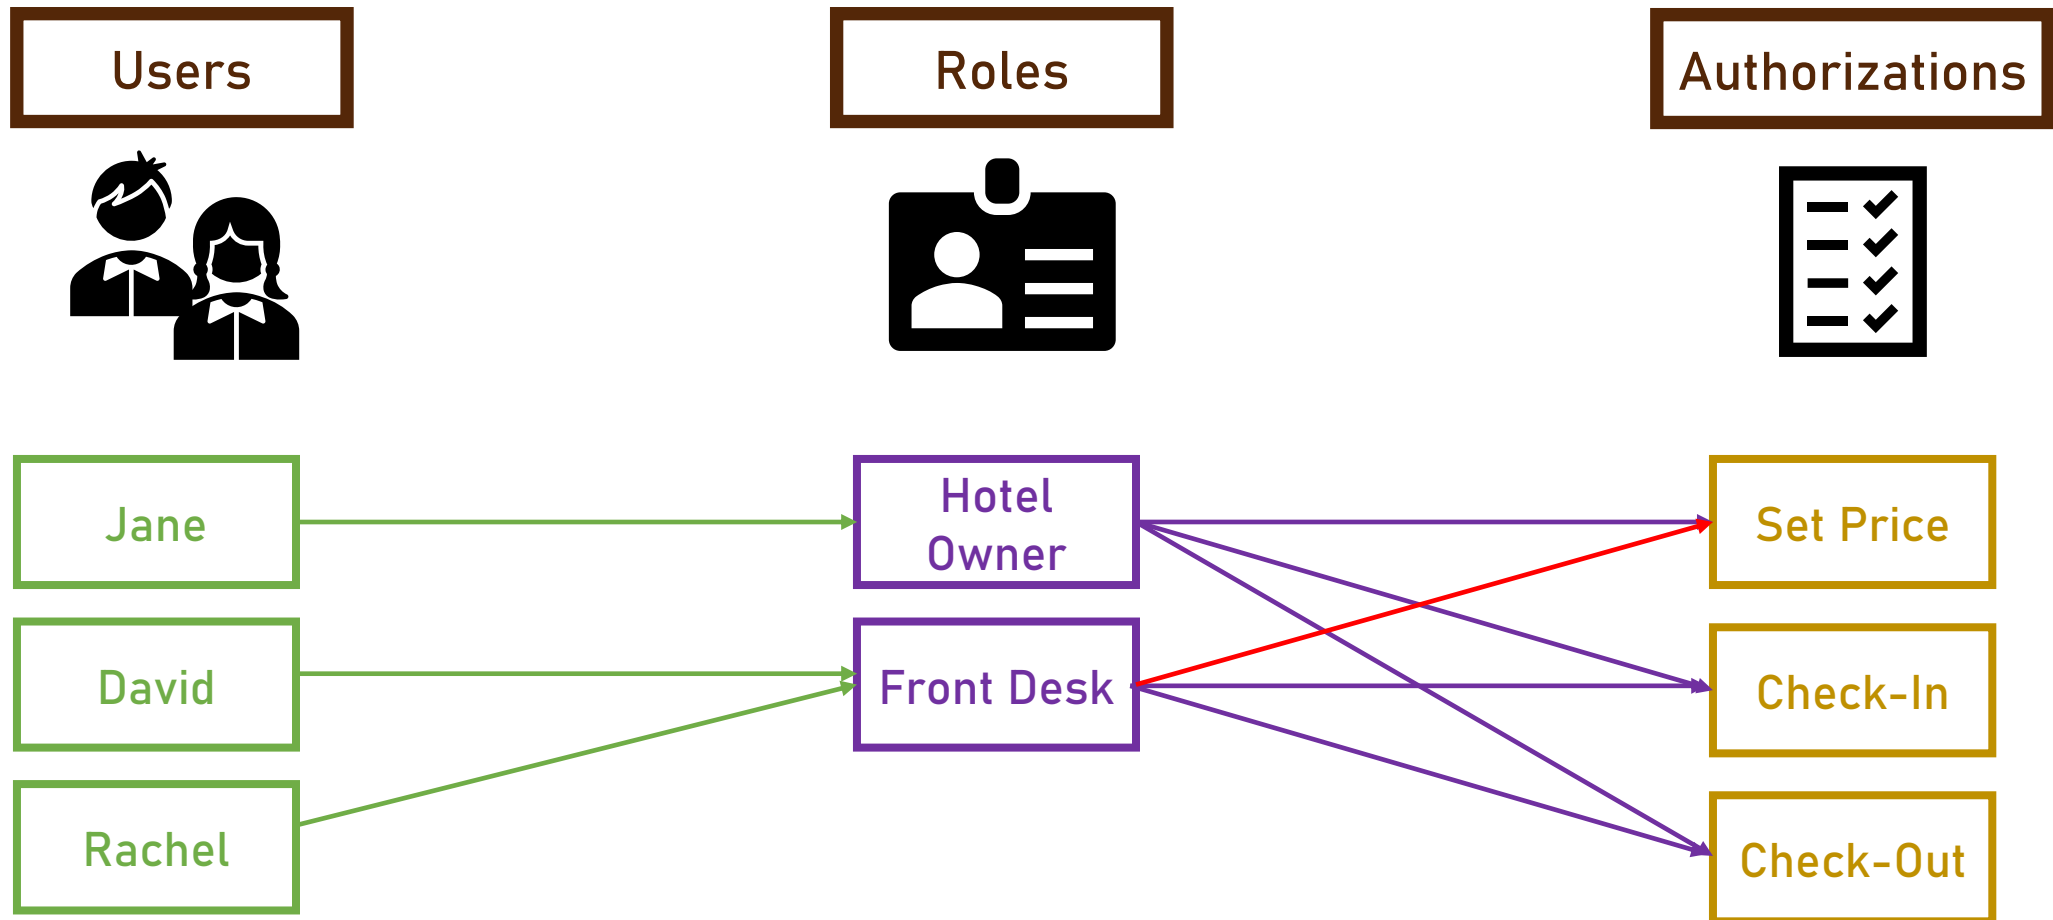 Users
Roles
Authorizations
Jane
Hotel
Owner
Set Price
David
Front Desk
Check-In
Rachel
Check-Out